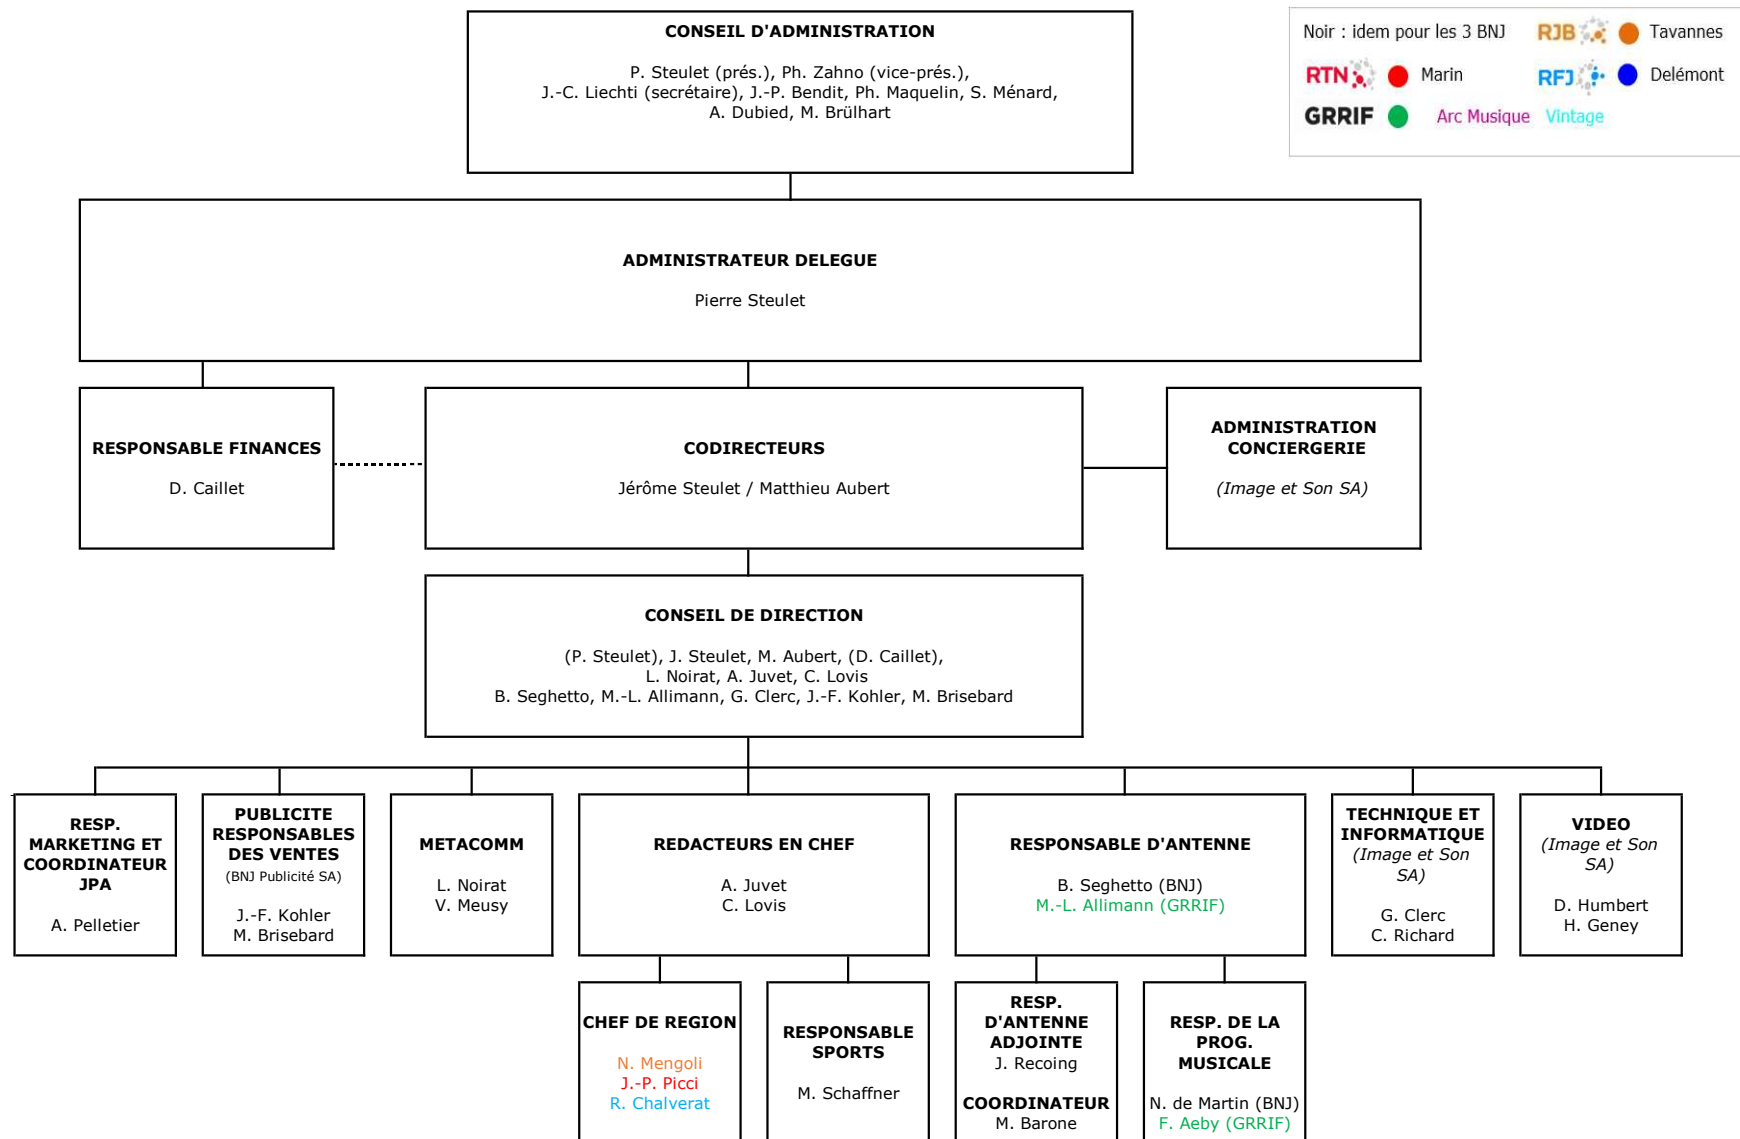 CONSEIL D'ADMINISTRATION
P. Steulet (prés.), Ph. Zahno (vice-prés.),
J.-C. Liechti (secrétaire), J.-P. Bendit, Ph. Maquelin, S. Ménard,
A. Dubied, M. Brülhart
Noir : idem pour les 3 BNJ
RJB
Tavannes
RTN
Marin
RFJ
Delémont
GRRIF
Arc Musique
Vintage
ADMINISTRATEUR DELEGUE
Pierre Steulet
RESPONSABLE FINANCES
D. Caillet
CODIRECTEURS
Jérôme Steulet / Matthieu Aubert
ADMINISTRATION
CONCIERGERIE
(Image et Son SA)
CONSEIL DE DIRECTION
(P. Steulet), J. Steulet, M. Aubert, (D. Caillet),
L. Noirat, A. Juvet, C. Lovis
B. Seghetto, M.-L. Allimann, G. Clerc, J.-F. Kohler, M. Brisebard
RESP.
MARKETING ET
COORDINATEUR
JPA
A. Pelletier
PUBLICITE
RESPONSABLES
DES VENTES
(BNJ Publicité SA)
J.-F. Kohler
M. Brisebard
METACOMM
L. Noirat
V. Meusy
REDACTEURS EN CHEF
A. Juvet
C. Lovis
RESPONSABLE D'ANTENNE
B. Seghetto (BNJ)
M.-L. Allimann (GRRIF)
TECHNIQUE ET
INFORMATIQUE
(Image et Son
SA)
G. Clerc
C. Richard
VIDEO
(Image et Son
SA)
D. Humbert
H. Geney
CHEF DE REGION
N. Mengoli
J.-P. Picci
R. Chalverat
RESPONSABLE
SPORTS
M. Schaffner
RESP.
D'ANTENNE
ADJOINTE
J. Recoing
COORDINATEUR
M. Barone
RESP. DE LA
PROG.
MUSICALE
N. de Martin (BNJ)
F. Aeby (GRRIF)